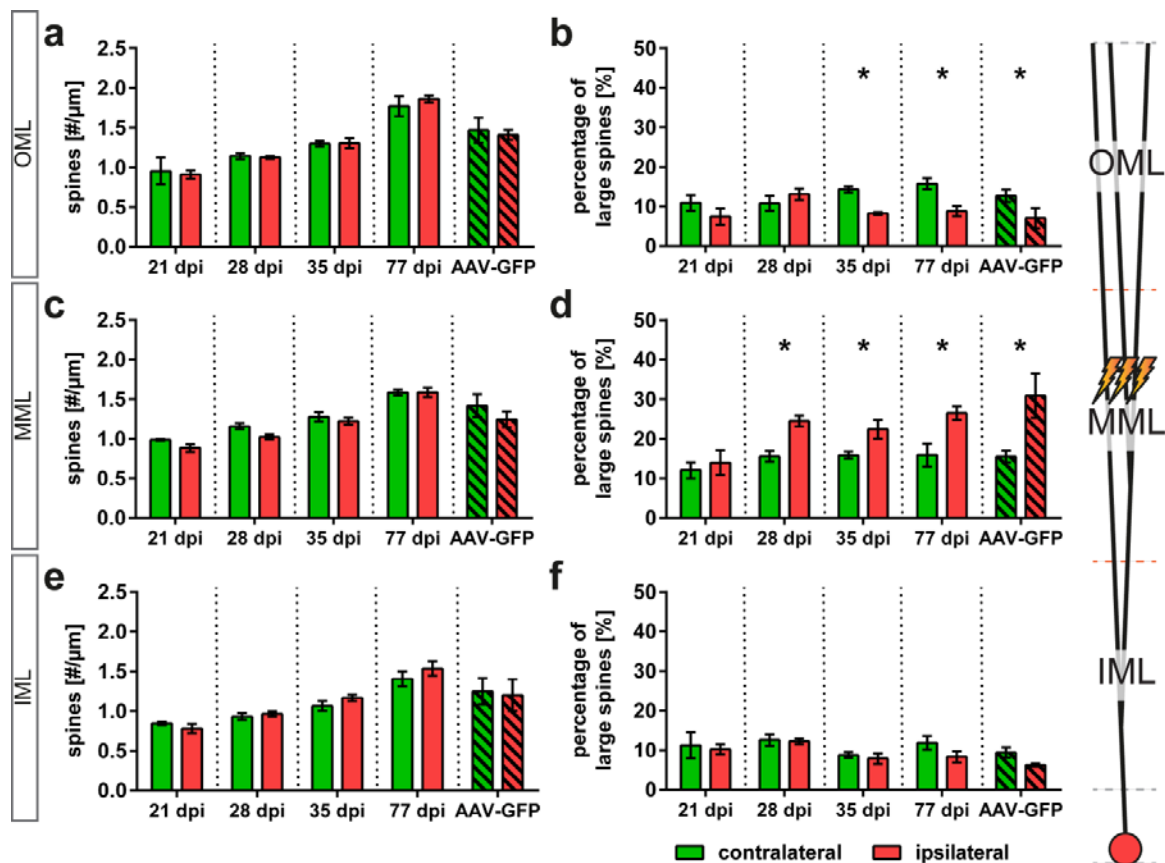 OML
a
spines [#/µm]
2.5
2.0
1.5
1.0
0.5
0.0
21 dpi 28 dpi 35 dpi 77 dpi AAV-GFP
b
percentage of
large spines [%]
50
40
30
20
10
0
* * *
21 dpi 28 dpi 35 dpi 77 dpi AAV-GFP
OML
MML
c
spines [#/µm]
2.5
2.0
1.5
1.0
0.5
0.0
21 dpi 28 dpi 35 dpi 77 dpi AAV-GFP
d
percentage of
large spines [%]
50
40
30
20
10
0
* * * *
21 dpi 28 dpi 35 dpi 77 dpi AAV-GFP
MML
IML
e
spines [#/µm]
2.5
2.0
1.5
1.0
0.5
0.0
21 dpi 28 dpi 35 dpi 77 dpi AAV-GFP
f
percentage of
large spines [%]
50
40
30
20
10
0
21 dpi 28 dpi 35 dpi 77 dpi AAV-GFP
IML
contralateral ipsilateral